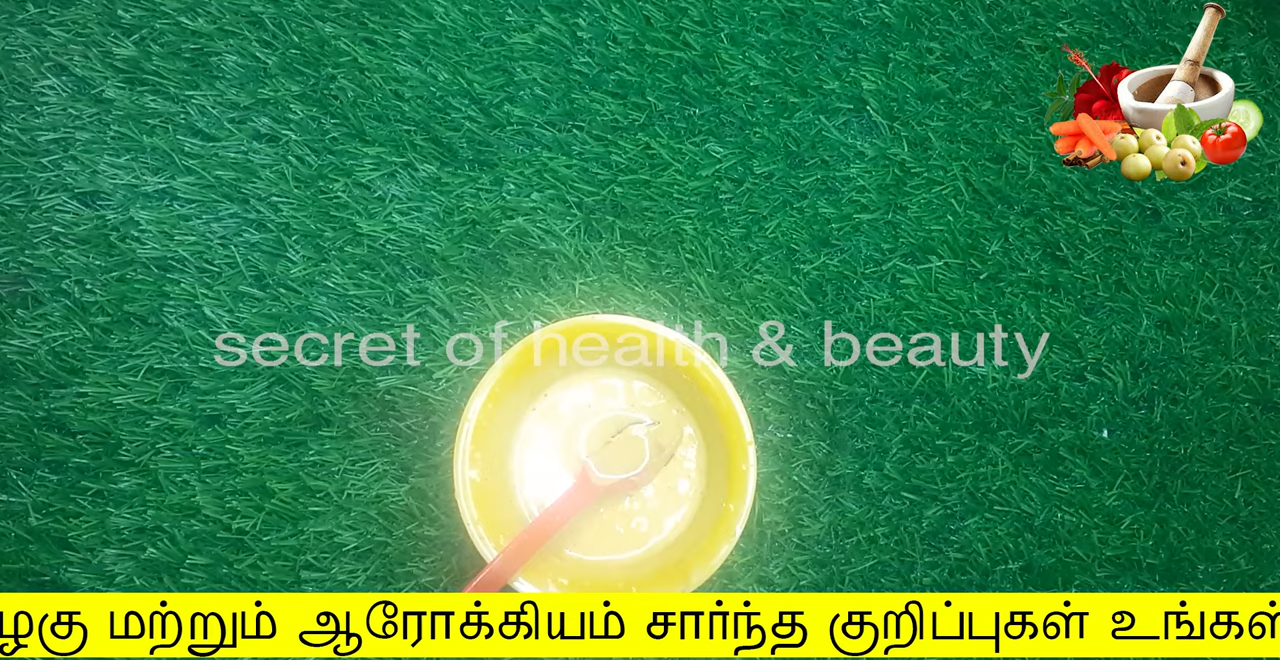 secret of health & beauty
ழகு மற்றும் ஆரோக்கியம் சார்ந்த குறிப்புகள் உங்கள்